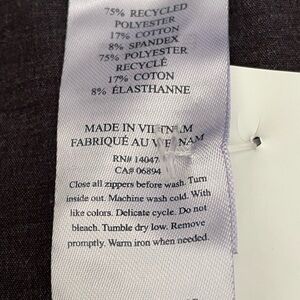 75% RECYCLED
POLYESTER
17% COTTON
8% SPANDEX
75% POLYESTER
RECYCLÉ
17% COTON
8% ÉLASTHANNE
MADE IN VIETNAM
FABRIQUÉ AU VIETNAM
RN# 14047
CA# 06894
Close all zippers before wash. Turn
inside out. Machine wash cold. With
like colors. Delicate cycle. Do not
bleach. Tumble dry low. Remove
promptly. Warm iron when needed.